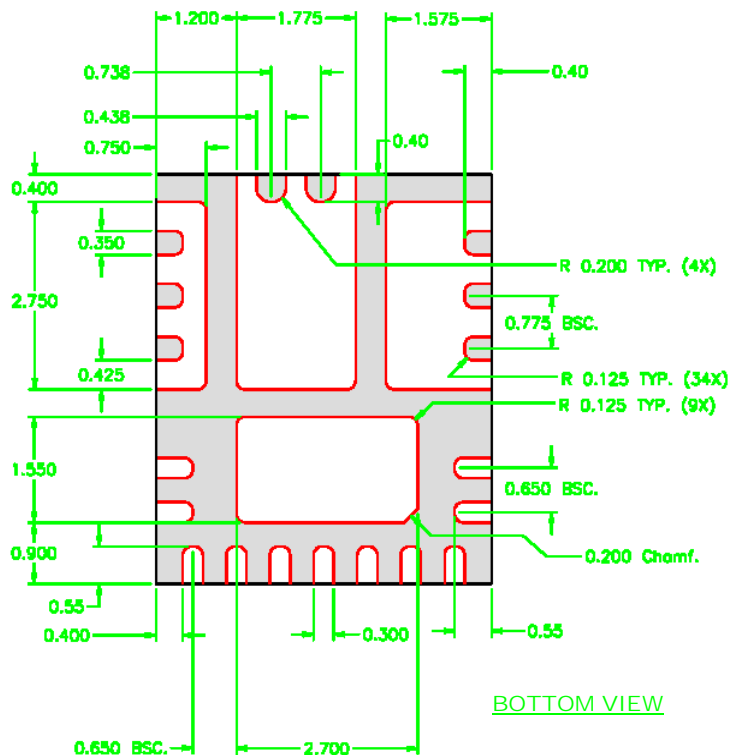 1.200 1.775 1.575
0.738 0.40
0.438
0.40
0.750
0.400
0.350
R 0.200 TYP. (4X)
2.750
0.775 BSC.
0.425
R 0.125 TYP. (34X)
R 0.125 TYP. (9X)
1.550
0.650 BSC.
0.900
0.200 Chamf.
0.55
0.400 0.300 0.55
BOTTOM VIEW
0.650 BSC. 2.700